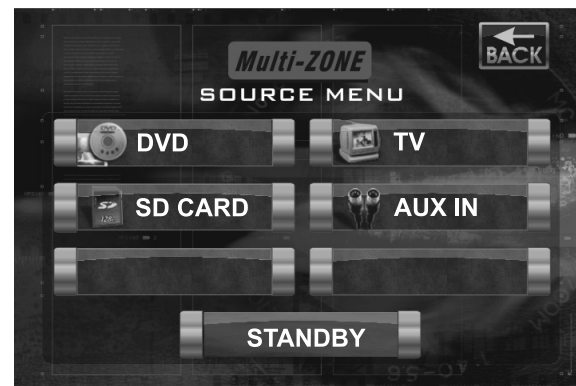 Multi-ZONE
BACK
SOURCE MENU
DVD
TV
SD CARD
AUX IN
STANDBY